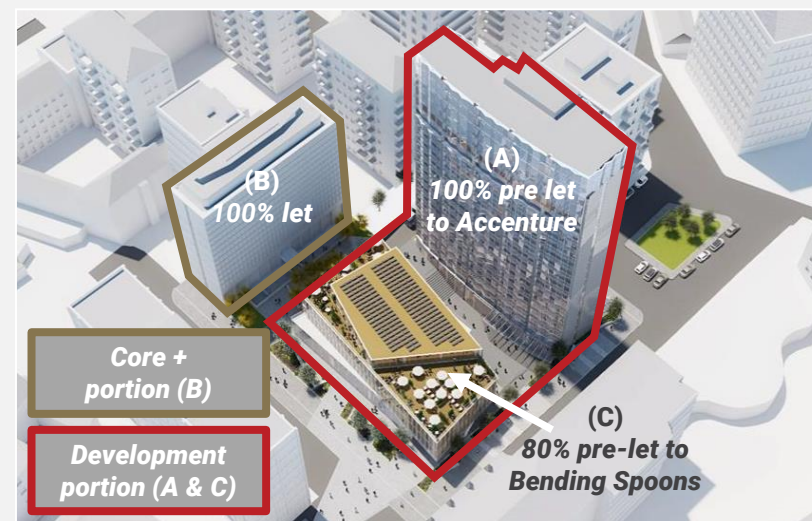 (B)
100% let
(A)
100% pre let
to Accenture
Core +
portion (B)
Development
portion (A & C)
(C)
80% pre-let to
Bending Spoons